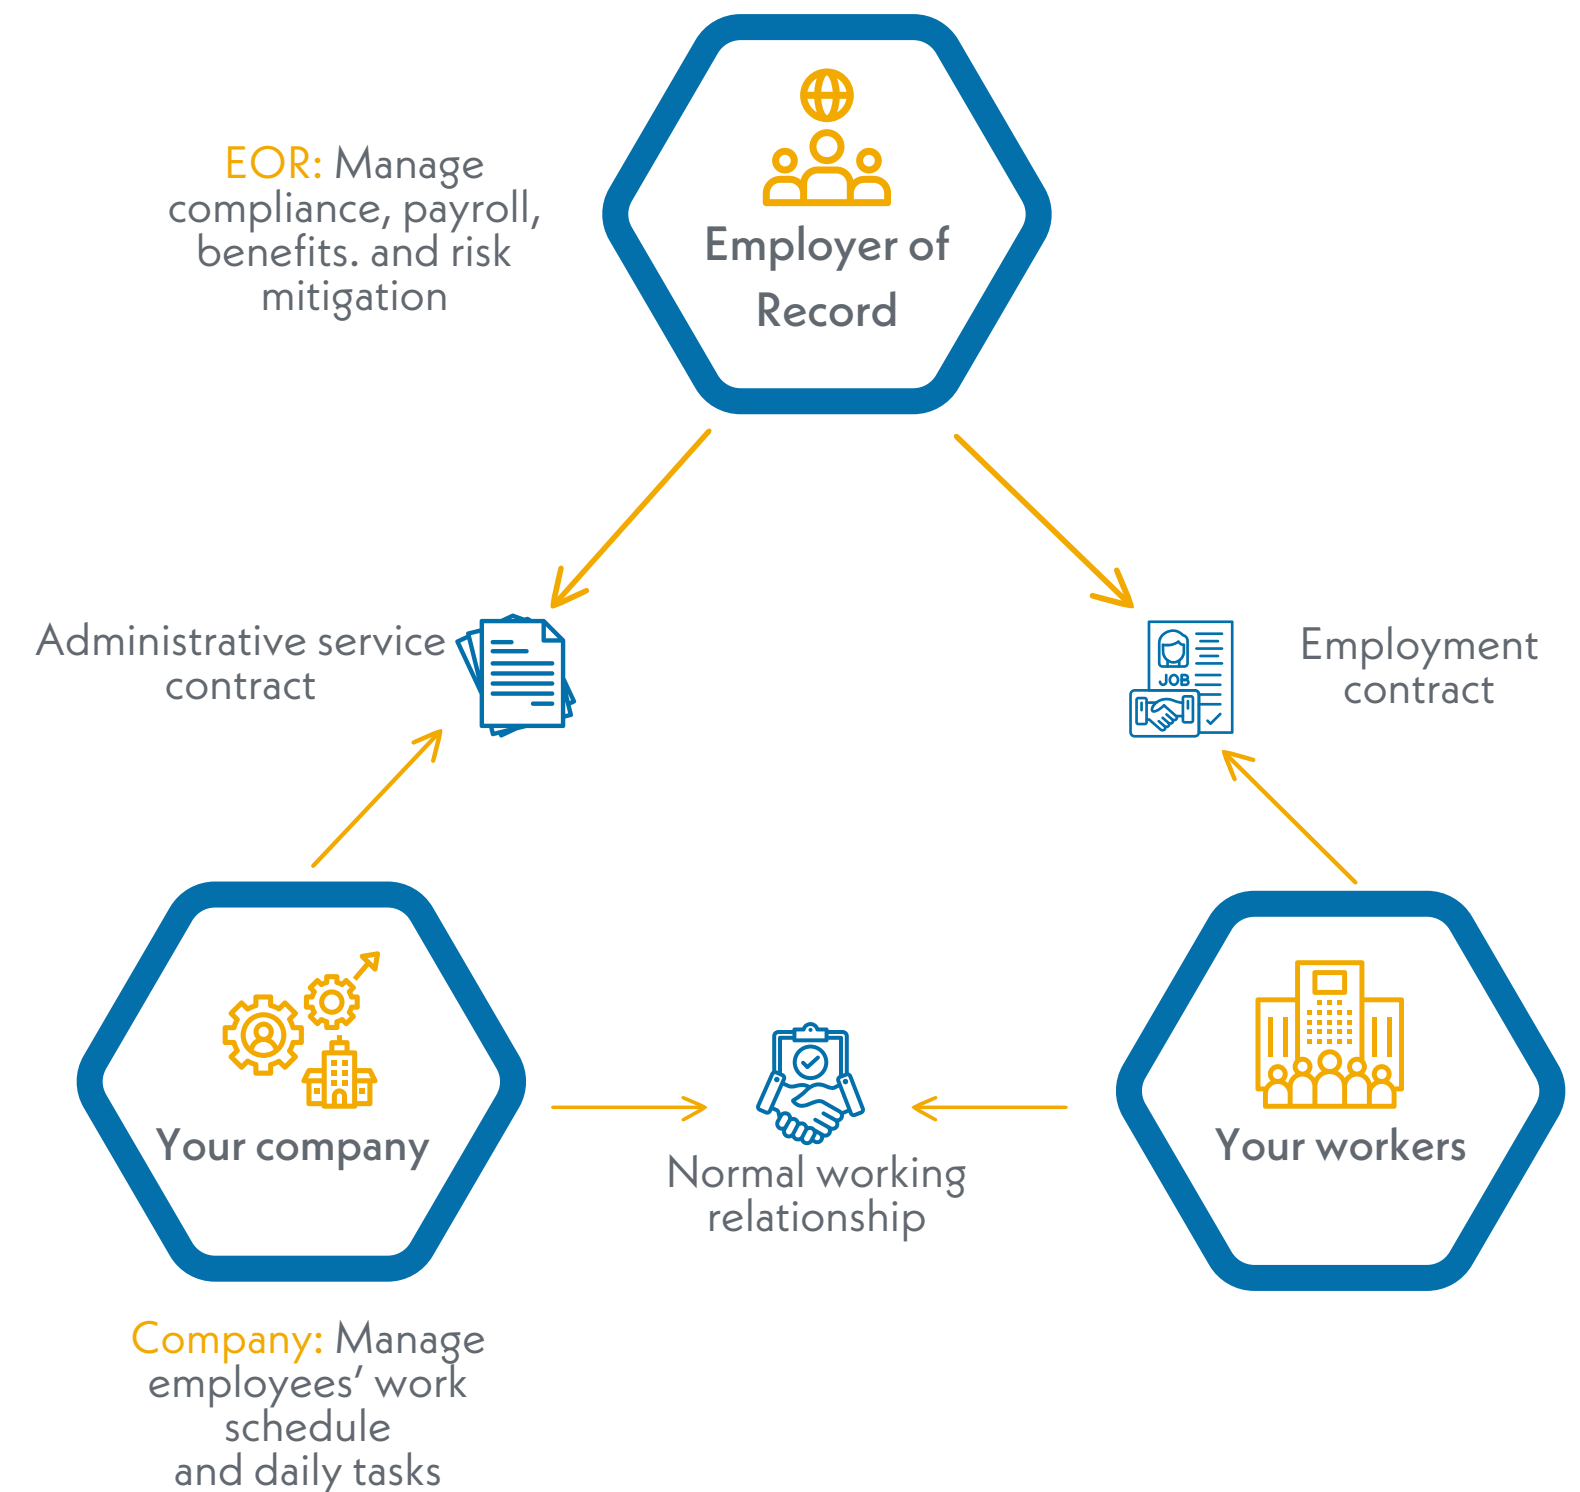 EOR: Manage
compliance, payroll,
benefits. and risk
mitigation
Employer of
Record
Administrative service
contract
JOB
Employment
contract
Your company
Normal working
relationship
Your workers
Company: Manage
employees’ work
schedule
and daily tasks